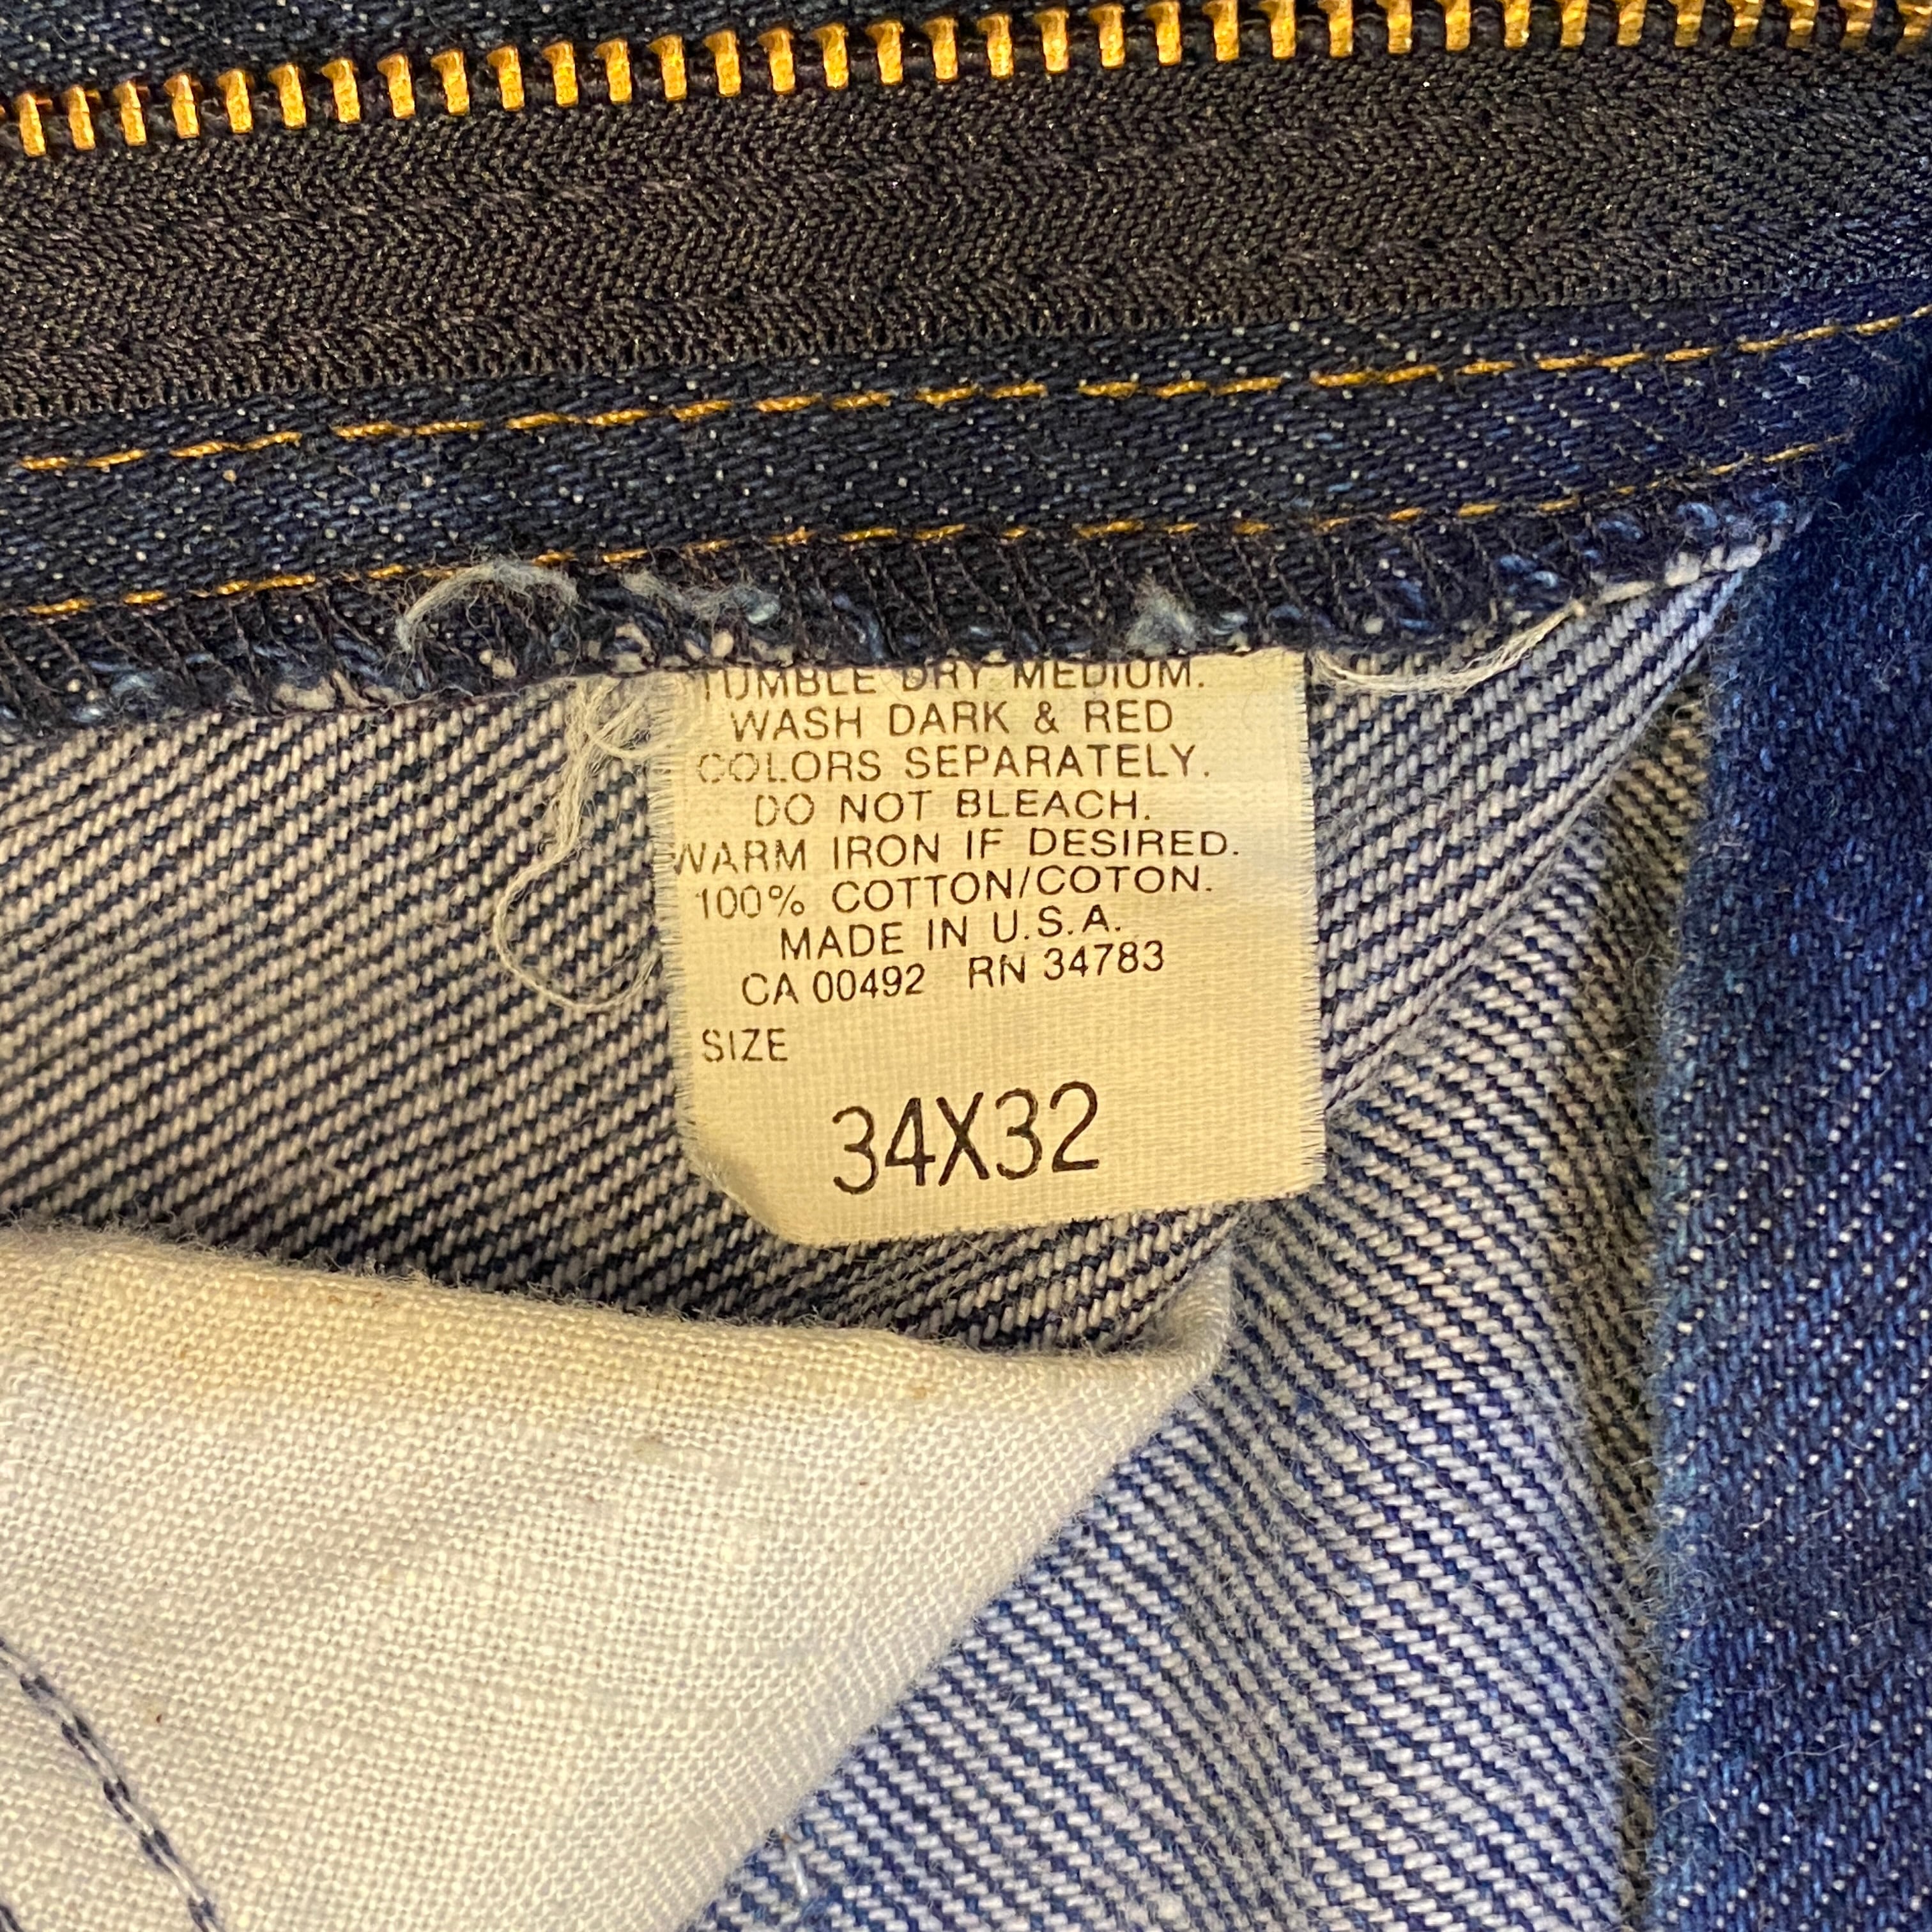 TUMBLE DRY MEDIUM.
WASH DARK & RED
COLORS SEPARATELY.
DO NOT BLEACH.
WARM IRON IF DESIRED.
100% COTTON/COTON.
MADE IN U.S.A.
CA 00492 RN 34783
SIZE
34X32